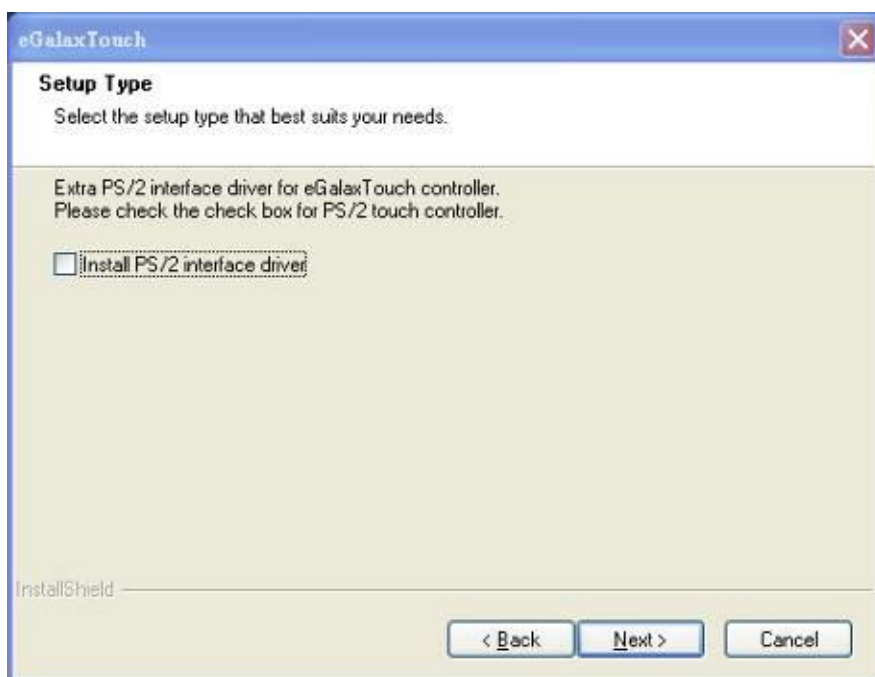 eGalaxTouch
Setup Type
Select the setup type that best suits your needs.
Extra PS/2 interface driver for eGalaxTouch controller.
Please check the check box for PS/2 touch controller.
Install PS/2 interface driver
InstallShield
< Back
Next >
Cancel